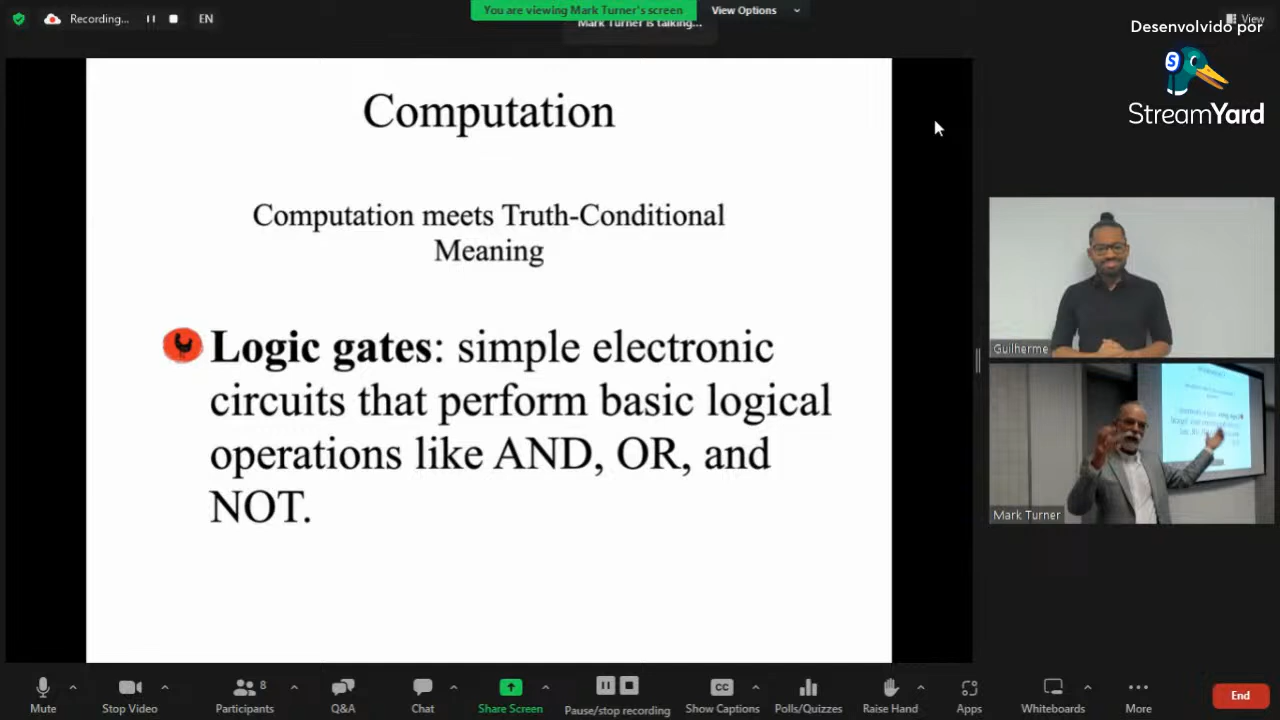 Recording...
EN
You are viewing Mark Turner's screen
View Options
Mark Turner is talking...
View
Desenvolvido por
StreamYard
Computation
Computation meets Truth-Conditional
Meaning
Logic gates: simple electronic
circuits that perform basic logical
operations like AND, OR, and
NOT.
Guilherme
Mark Turner
Mute
Stop Video
8
Participants
Q&A
Chat
Share Screen
Pause/stop recording
CC
Show Captions
Polls/Quizzes
Raise Hand
Apps
Whiteboards
More
End